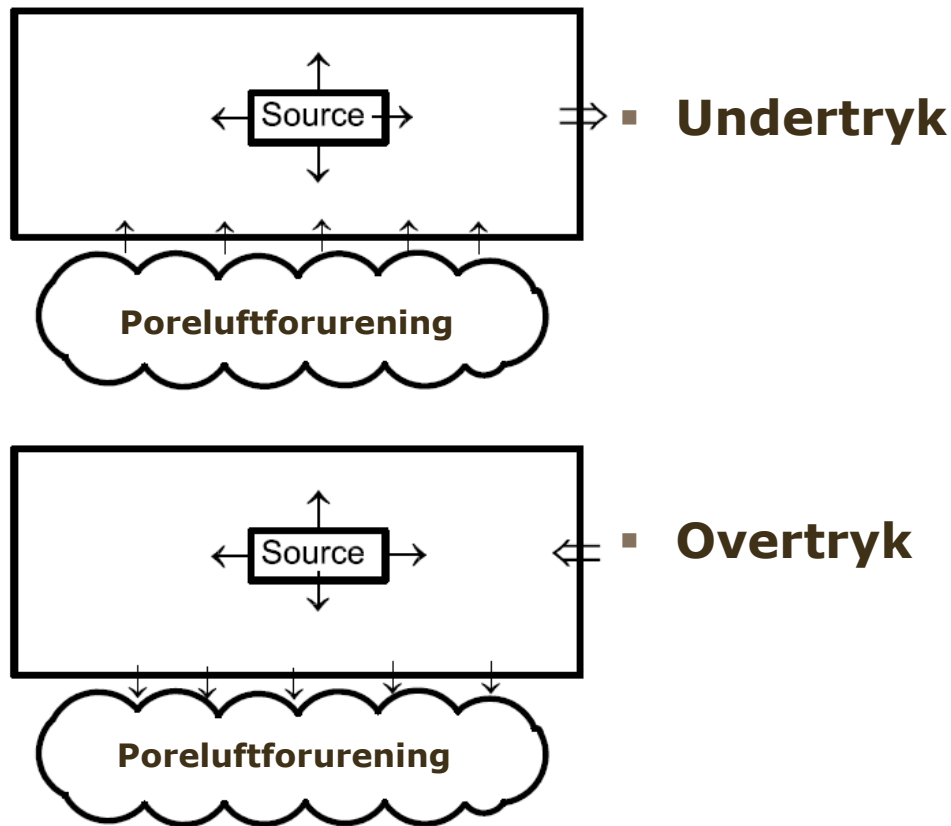 Source
▪ Undertryk
Poreluftforurening
Source
▪ Overtryk
Poreluftforurening